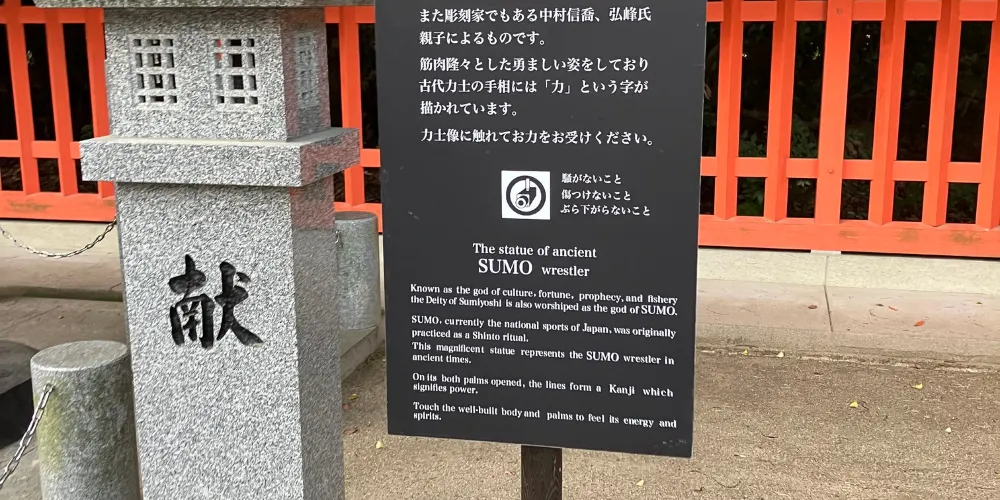 また彫刻家でもある中村信喬、弘峰氏
親子によるものです。
筋肉隆々とした勇ましい姿をしており
古代力士の手相には「力」という字が
描かれています。
力士像に触れてお力をお受けください。
騒がないこと
傷つけないこと
ぶら下がらないこと
The statue of ancient
SUMO wrestler
Known as the god of culture, fortune, prophecy, and fishery
the Deity of Sumiyoshi is also worshiped as the god of SUMO.
SUMO, currently the national sports of Japan, was originally
practiced as a Shinto ritual.
This magnificent statue represents the SUMO wrestler in
ancient times.
On its both palms opened, the lines form a Kanji which
signifies power.
Touch the well-built body and palms to feel its energy and
spirits.
献